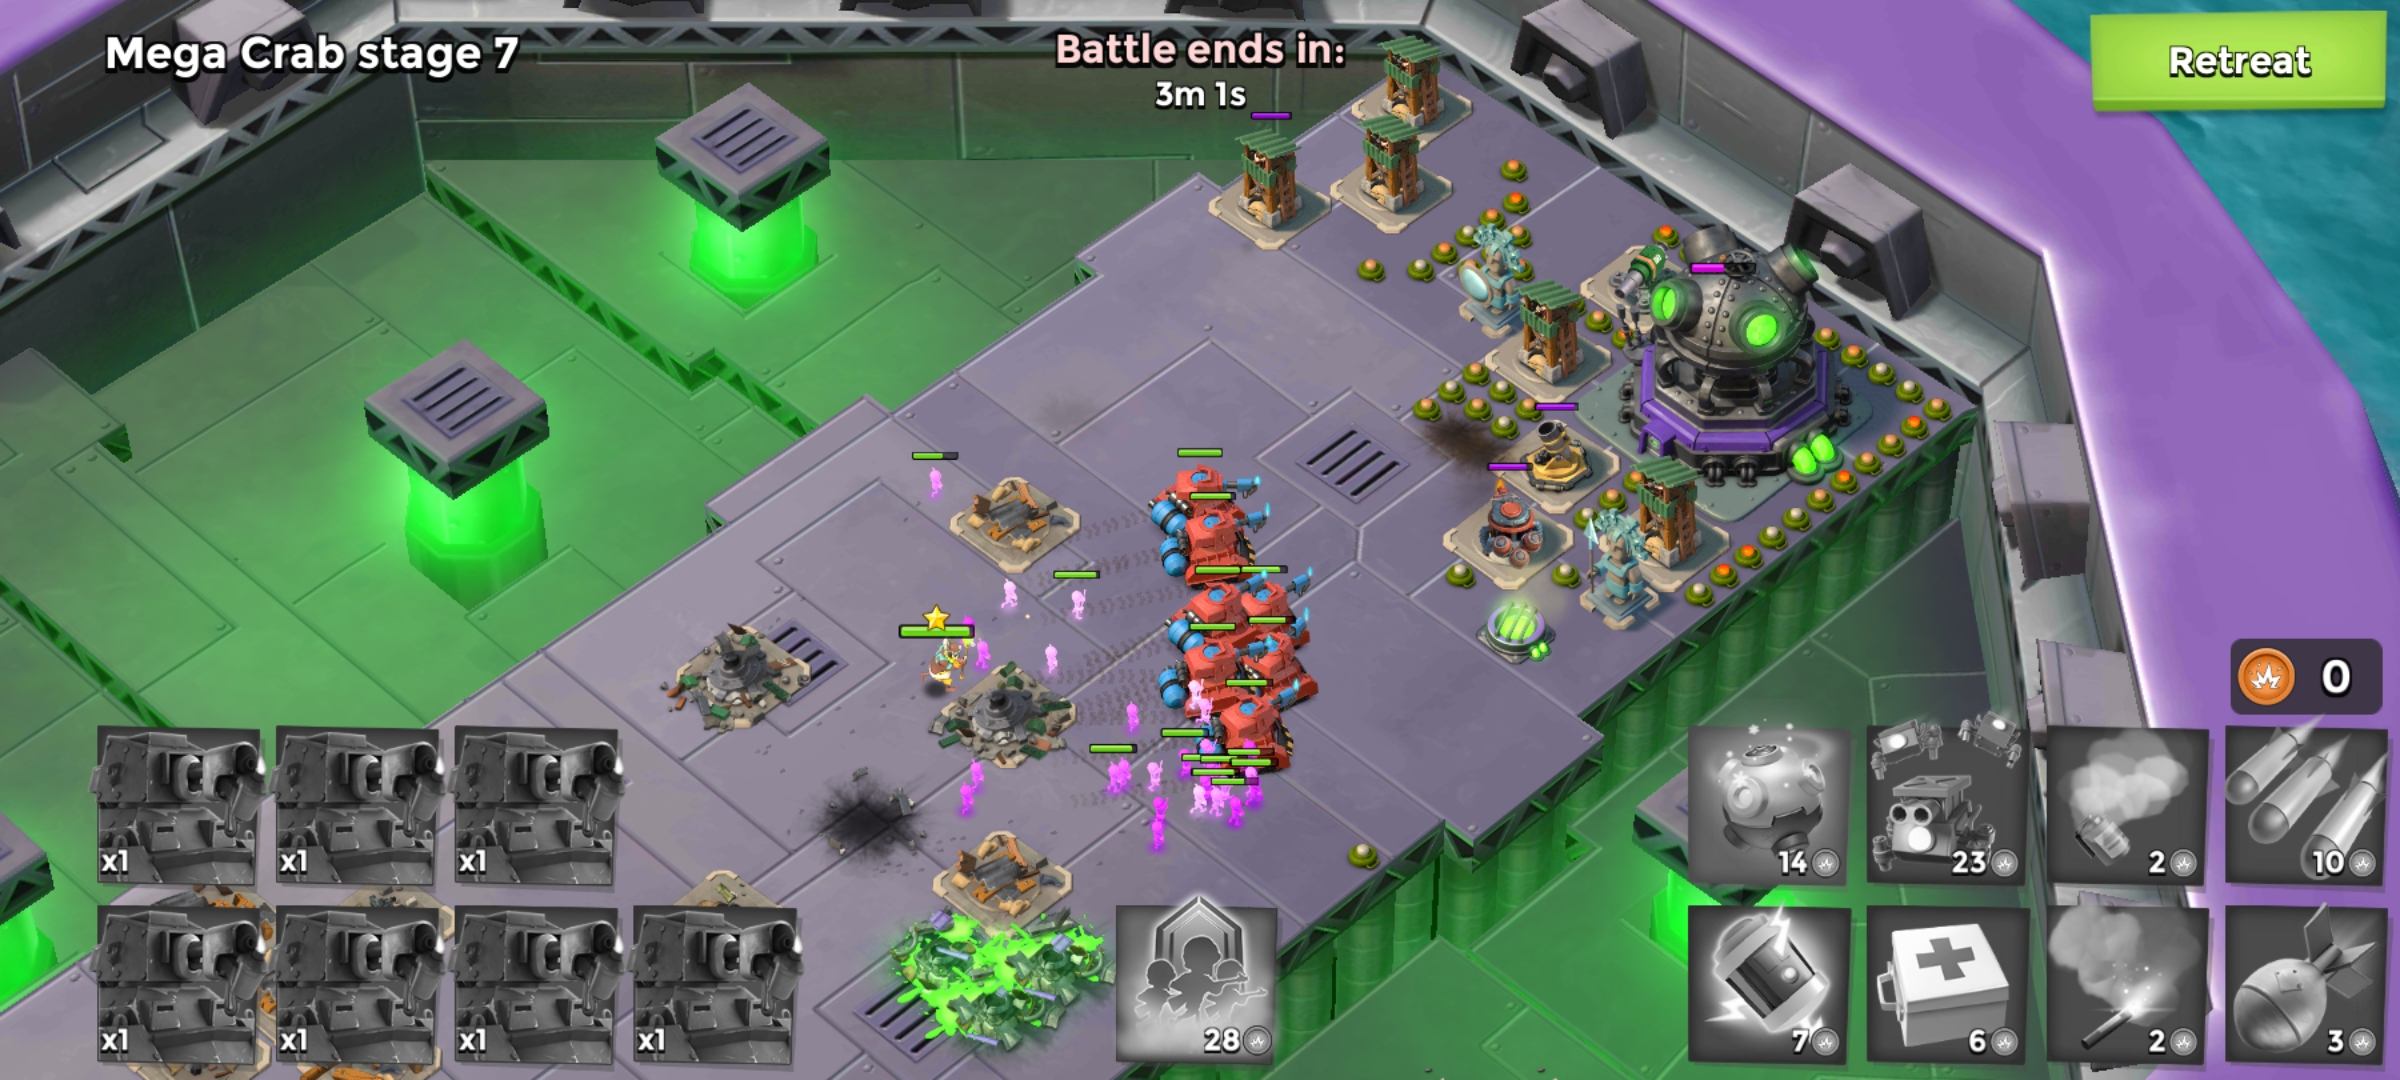 Mega Crab stage 7
Battle ends in:
3m 1s
Retreat
0
x1
x1
x1
14
23
2
10
x1
x1
x1
x1
28
7
6
2
3